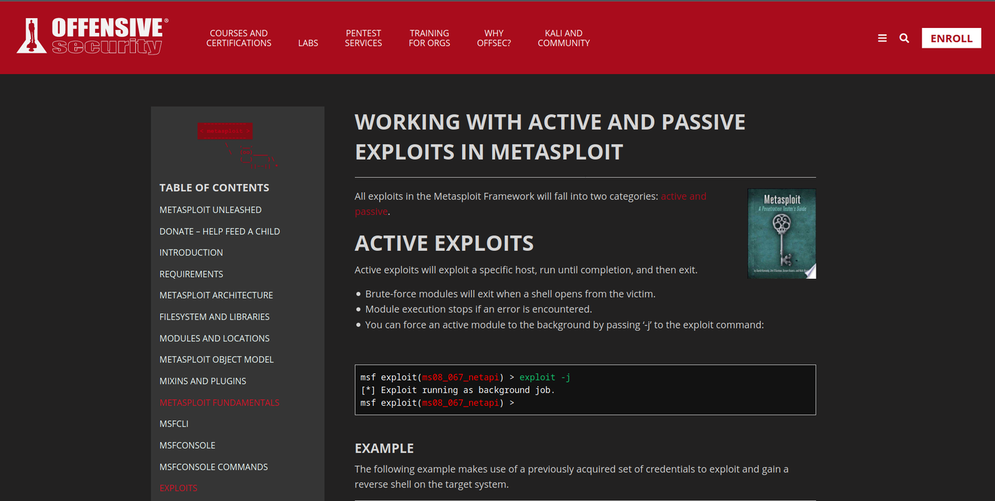 OFFENSIVE®
security
COURSES AND
CERTIFICATIONS
LABS
PENTEST
SERVICES
TRAINING
FOR ORGS
WHY
OFFSEC?
KALI AND
COMMUNITY
ENROLL
TABLE OF CONTENTS
METASPLOIT UNLEASHED
DONATE – HELP FEED A CHILD
INTRODUCTION
REQUIREMENTS
METASPLOIT ARCHITECTURE
FILESYSTEM AND LIBRARIES
MODULES AND LOCATIONS
METASPLOIT OBJECT MODEL
MIXINS AND PLUGINS
METASPLOIT FUNDAMENTALS
MSFCLI
MSFCONSOLE
MSFCONSOLE COMMANDS
EXPLOITS
WORKING WITH ACTIVE AND PASSIVE
EXPLOITS IN METASPLOIT
All exploits in the Metasploit Framework will fall into two categories: active and
passive.
Metasploit
A Penetration Tester's Guide
ACTIVE EXPLOITS
Active exploits will exploit a specific host, run until completion, and then exit.
• Brute-force modules will exit when a shell opens from the victim.
• Module execution stops if an error is encountered.
• You can force an active module to the background by passing ‘-j’ to the exploit command:
msf exploit(ms08_067_netapi) > exploit -j
[*] Exploit running as background job.
msf exploit(ms08_067_netapi) >
EXAMPLE
The following example makes use of a previously acquired set of credentials to exploit and gain a
reverse shell on the target system.